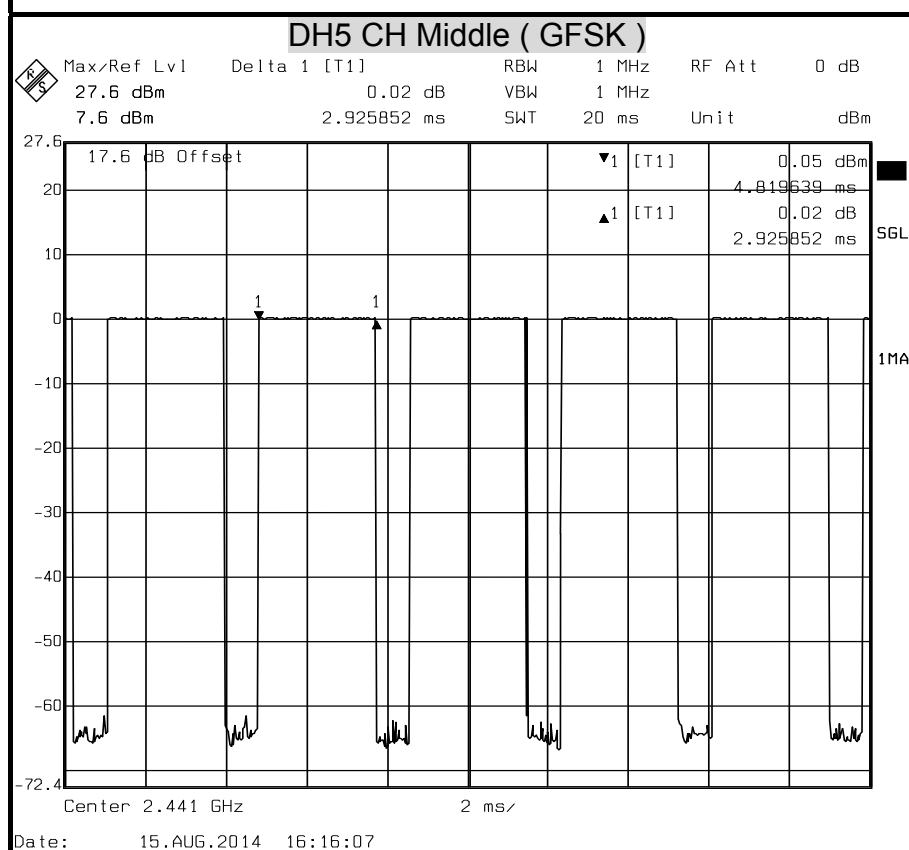 DH5 CH Middle ( GFSK )
R S
Max/Ref Lvl Delta 1 [T1] RBW 1 MHz RF Att 0 dB
27.6 dBm 0.02 dB VBW 1 MHz
7.6 dBm 2.925852 ms SWT 20 ms Unit dBm
27.6
17.6 dB Offset
1 [T1] 0.05 dBm
4.819639 ms
1 [T1] 0.02 dB
2.925852 ms
SGL
1MA
20
10
0
-10
-20
-30
-40
-50
-60
-72.4
1 1
Center 2.441 GHz 2 ms/
Date: 15.AUG.2014 16:16:07